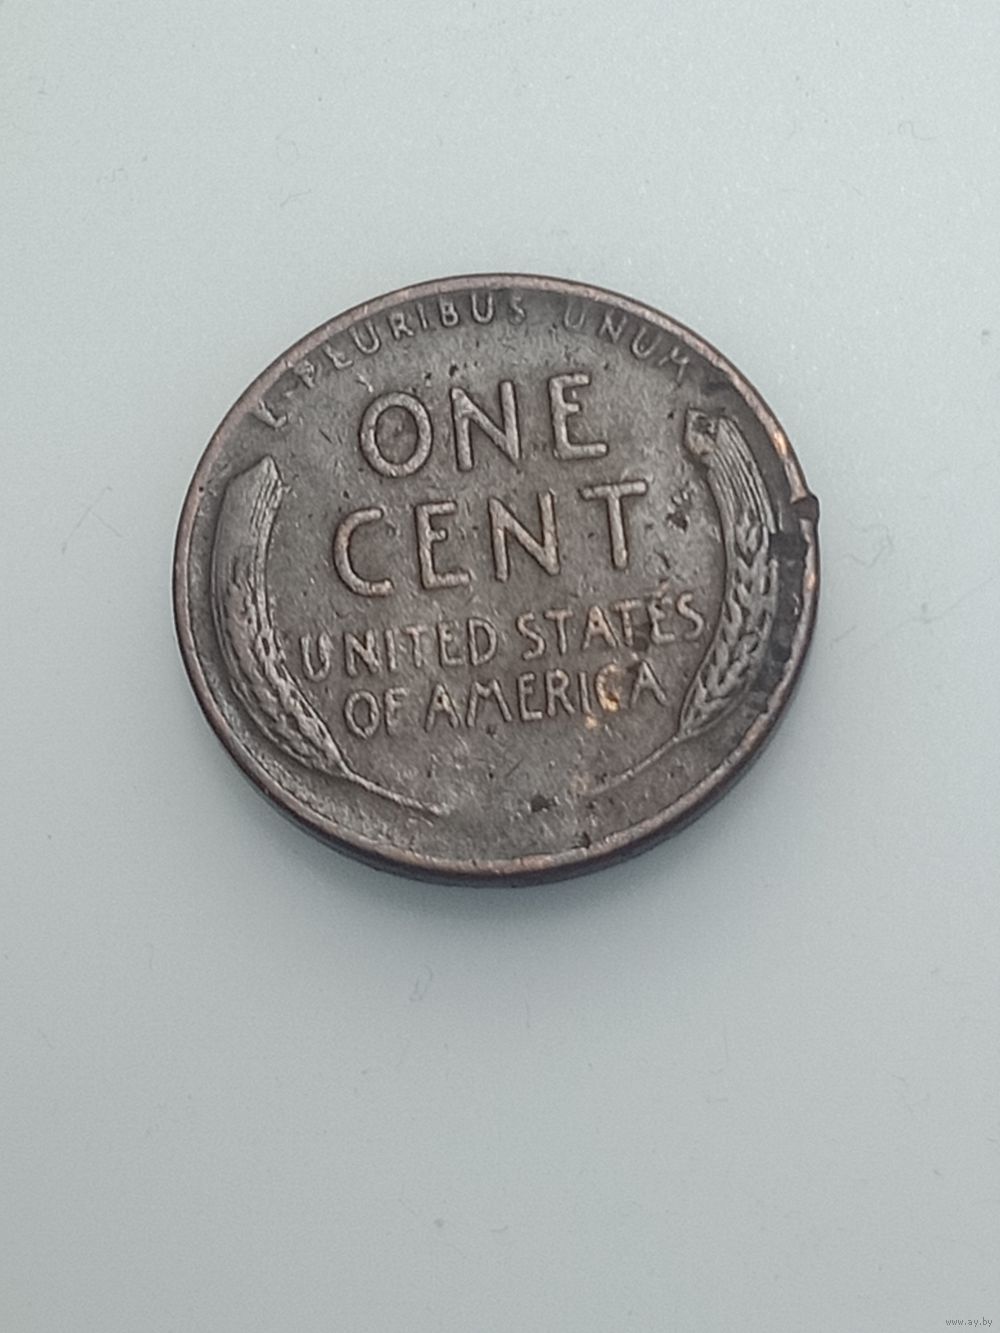 E·PLURIBUS UNUM
ONE
CENT
UNITED STATES
OF AMERICA
www.ay.by